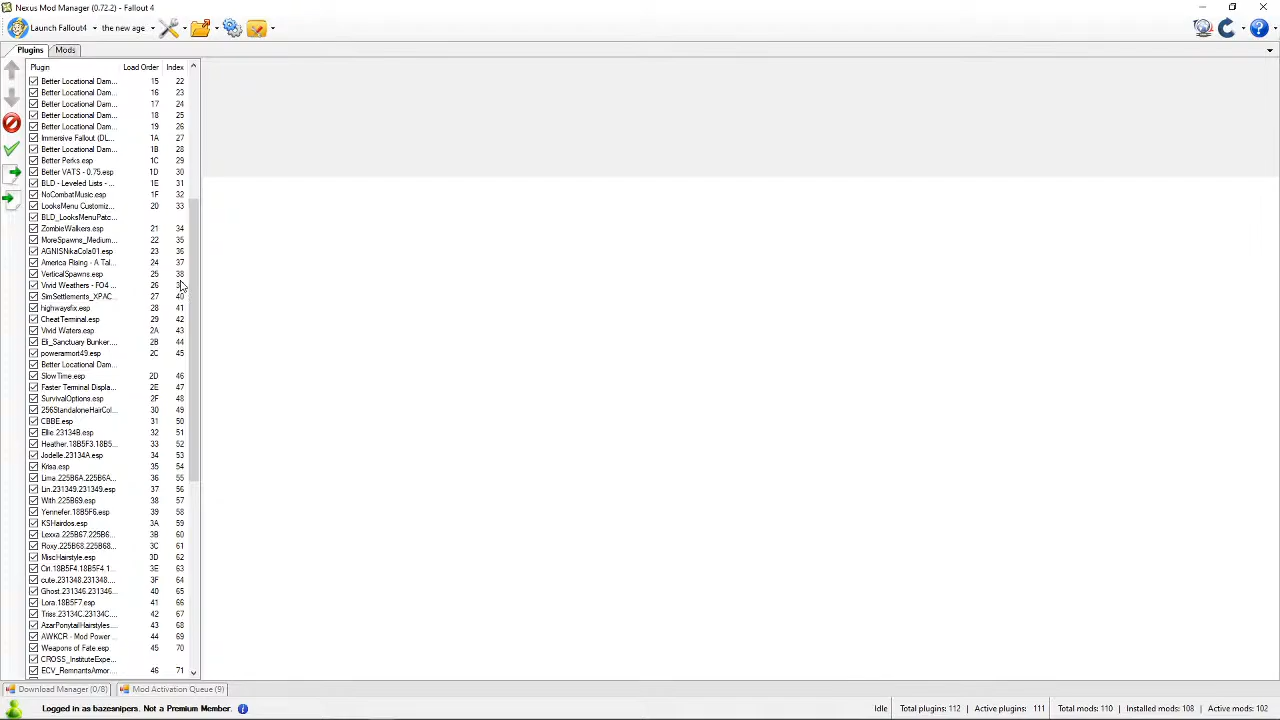 Nexus Mod Manager (0.72.2) - Fallout 4
Launch Fallout4 the new age
Plugins Mods
Plugin Load Order Index
Better Locational Dam... 15 22
Better Locational Dam... 16 23
Better Locational Dam... 17 24
Better Locational Dam... 18 25
Better Locational Dam... 19 26
Immersive Fallout (DL... 1A 27
Better Locational Dam... 1B 28
Better Perks.esp 1C 29
Better VATS - 0.75.esp 1D 30
BLD - Leveled Lists - ... 1E 31
NoCombatMusic.esp 1F 32
LooksMenu Customiz... 20 33
BLD_LooksMenuPatc...
ZombieWalkers.esp 21 34
MoreSpawns_Medium... 22 35
AGNISNikaCola01.esp 23 36
America Rising - A Tal... 24 37
VerticalSpawns.esp 25 38
Vivid Weathers - FO4 ... 26
SimSettlements_XPAC... 27 40
highwaysfix.esp 28 41
CheatTerminal.esp 29 42
Vivid Waters.esp 2A 43
Eli_Sanctuary Bunker.... 2B 44
poweramort49.esp 2C 45
Better Locational Dam...
SlowTime.esp 2D 46
Faster Terminal Displa... 2E 47
SurvivalOptions.esp 2F 48
256StandaloneHairCol... 30 49
CBBE.esp 31 50
Ellie 23134B.esp 32 51
Heather.18B5F3.18B5... 33 52
Jodelle.23134A.esp 34 53
Krisa.esp 35 54
Lima.225B6A.225B6A... 36 55
Lin.231349.231349.esp 37 56
With 225B69.esp 38 57
Yennefer.18B5F6.esp 39 58
KSHairdos.esp 3A 59
Lexxa 225B67.225B6... 3B 60
Roxy.225B68.225B68... 3C 61
MiscHairstyle.esp 3D 62
Ciri.18B5F4.18B5F4.1... 3E 63
cute.231348.231348.... 3F 64
Ghost.231346.231346... 40 65
Lora.18B5F7.esp 41 66
Triss.23134C.23134C.... 42 67
AzarPonytailHairstyles.... 43 68
AWKCR - Mod Power ... 44 69
Weapons of Fate.esp 45 70
CROSS_InstituteExpe...
ECV_RemnantsArmor.... 46 71
Download Manager (0/8) Mod Activation Queue (9)
Logged in as bazesnipers. Not a Premium Member. Idle Total plugins: 112 Active plugins: 111 Total mods: 110 Installed mods: 108 Active mods: 102